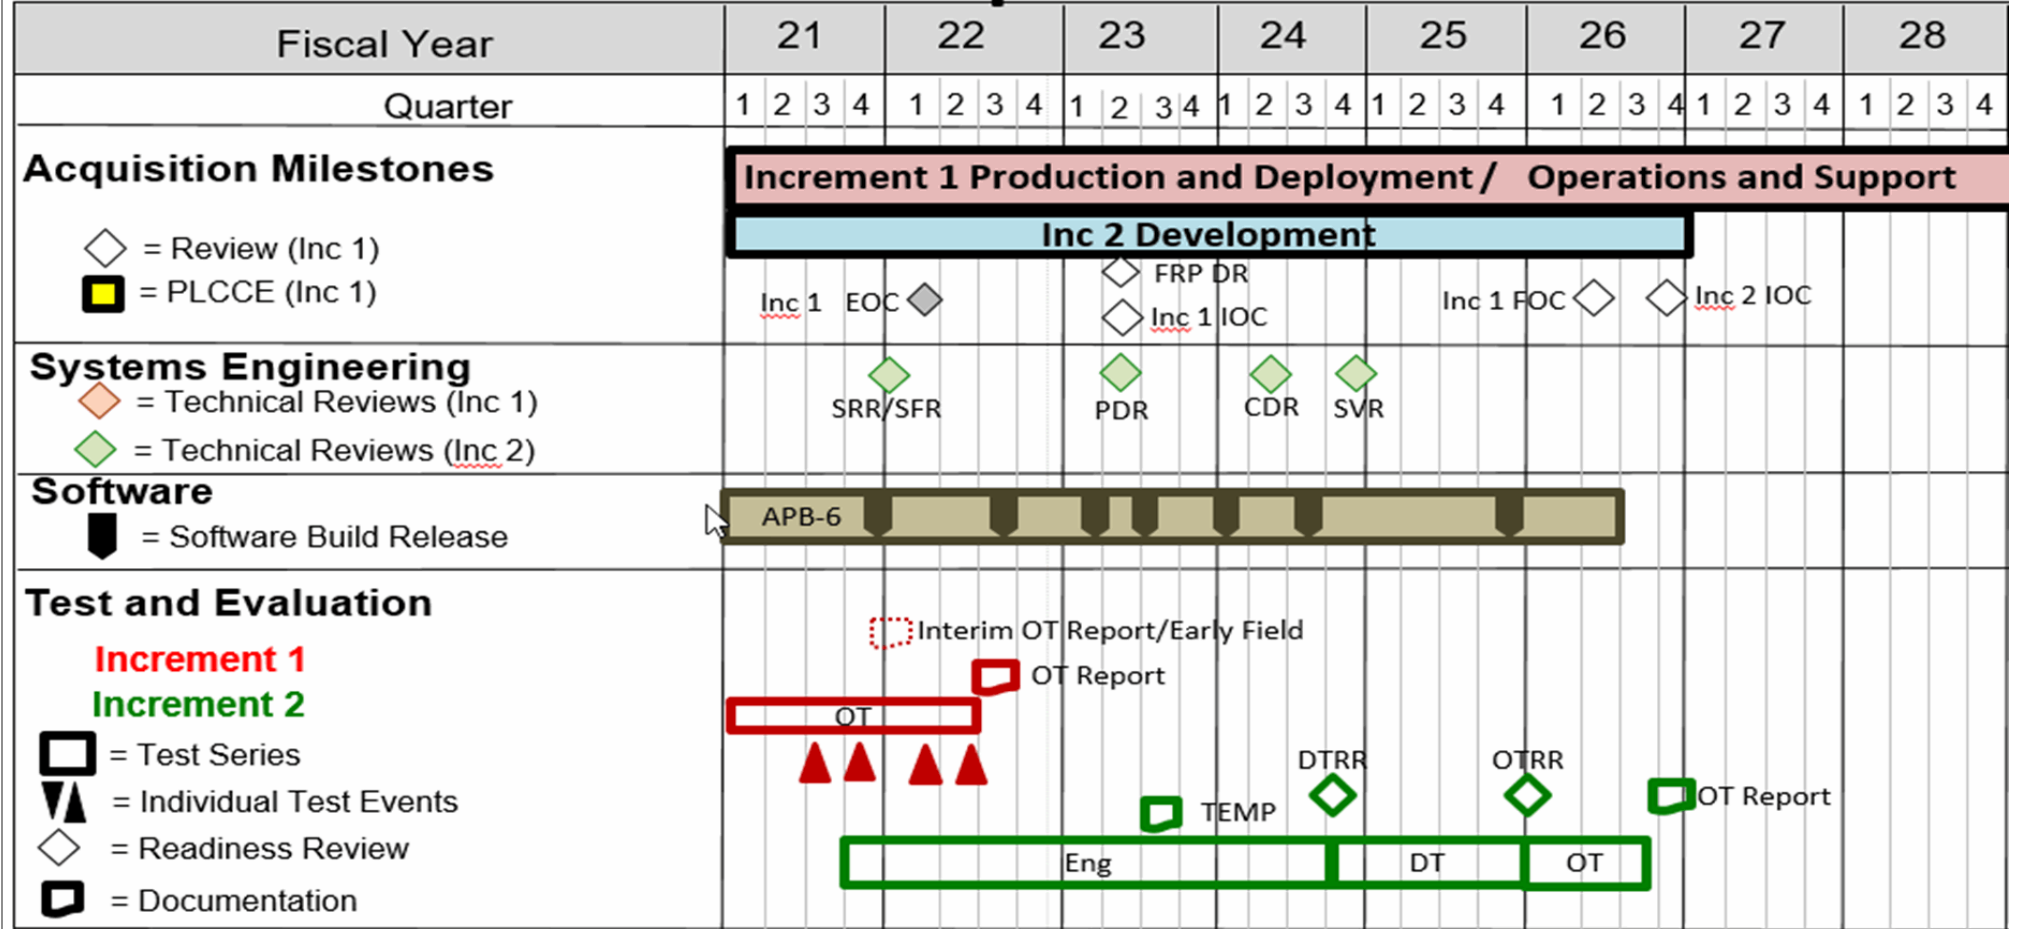 Fiscal Year 21 22 23 24 25 26 27 28
Quarter 1 2 3 4 1 2 3 4 1 2 3 4 1 2 3 4 1 2 3 4 1 2 3 4 1 2 3 4 1 2 3 4
Acquisition Milestones
Increment 1 Production and Deployment / Operations and Support
Inc 2 Development
= Review (Inc 1)
= PLCCE (Inc 1)
FRP DR
Inc 1 EOC
Inc 1 IOC
Inc 1 FOC
Inc 2 IOC
Systems Engineering
= Technical Reviews (Inc 1)
= Technical Reviews (Inc 2)
SRR/SFR
PDR
CDR
SVR
Software
= Software Build Release
APB-6
Test and Evaluation
Increment 1
Increment 2
= Test Series
= Individual Test Events
= Readiness Review
= Documentation
Interim OT Report/Early Field
OT Report
OT
DTRR
OTRR
TEMP
OT Report
Eng
DT
OT